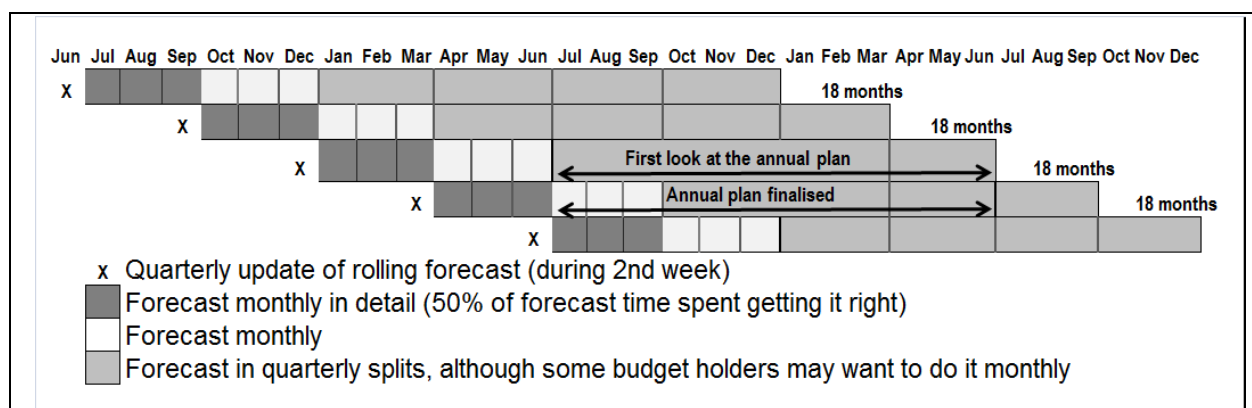 Jun Jul Aug Sep Oct Nov Dec Jan Feb Mar Apr May Jun Jul Aug Sep Oct Nov Dec Jan Feb Mar Apr May Jun Jul Aug Sep Oct Nov Dec
X 18 months
X 18 months
X First look at the annual plan 18 months
X Annual plan finalised 18 months
X
X Quarterly update of rolling forecast (during 2nd week)
Forecast monthly in detail (50% of forecast time spent getting it right)
Forecast monthly
Forecast in quarterly splits, although some budget holders may want to do it monthly